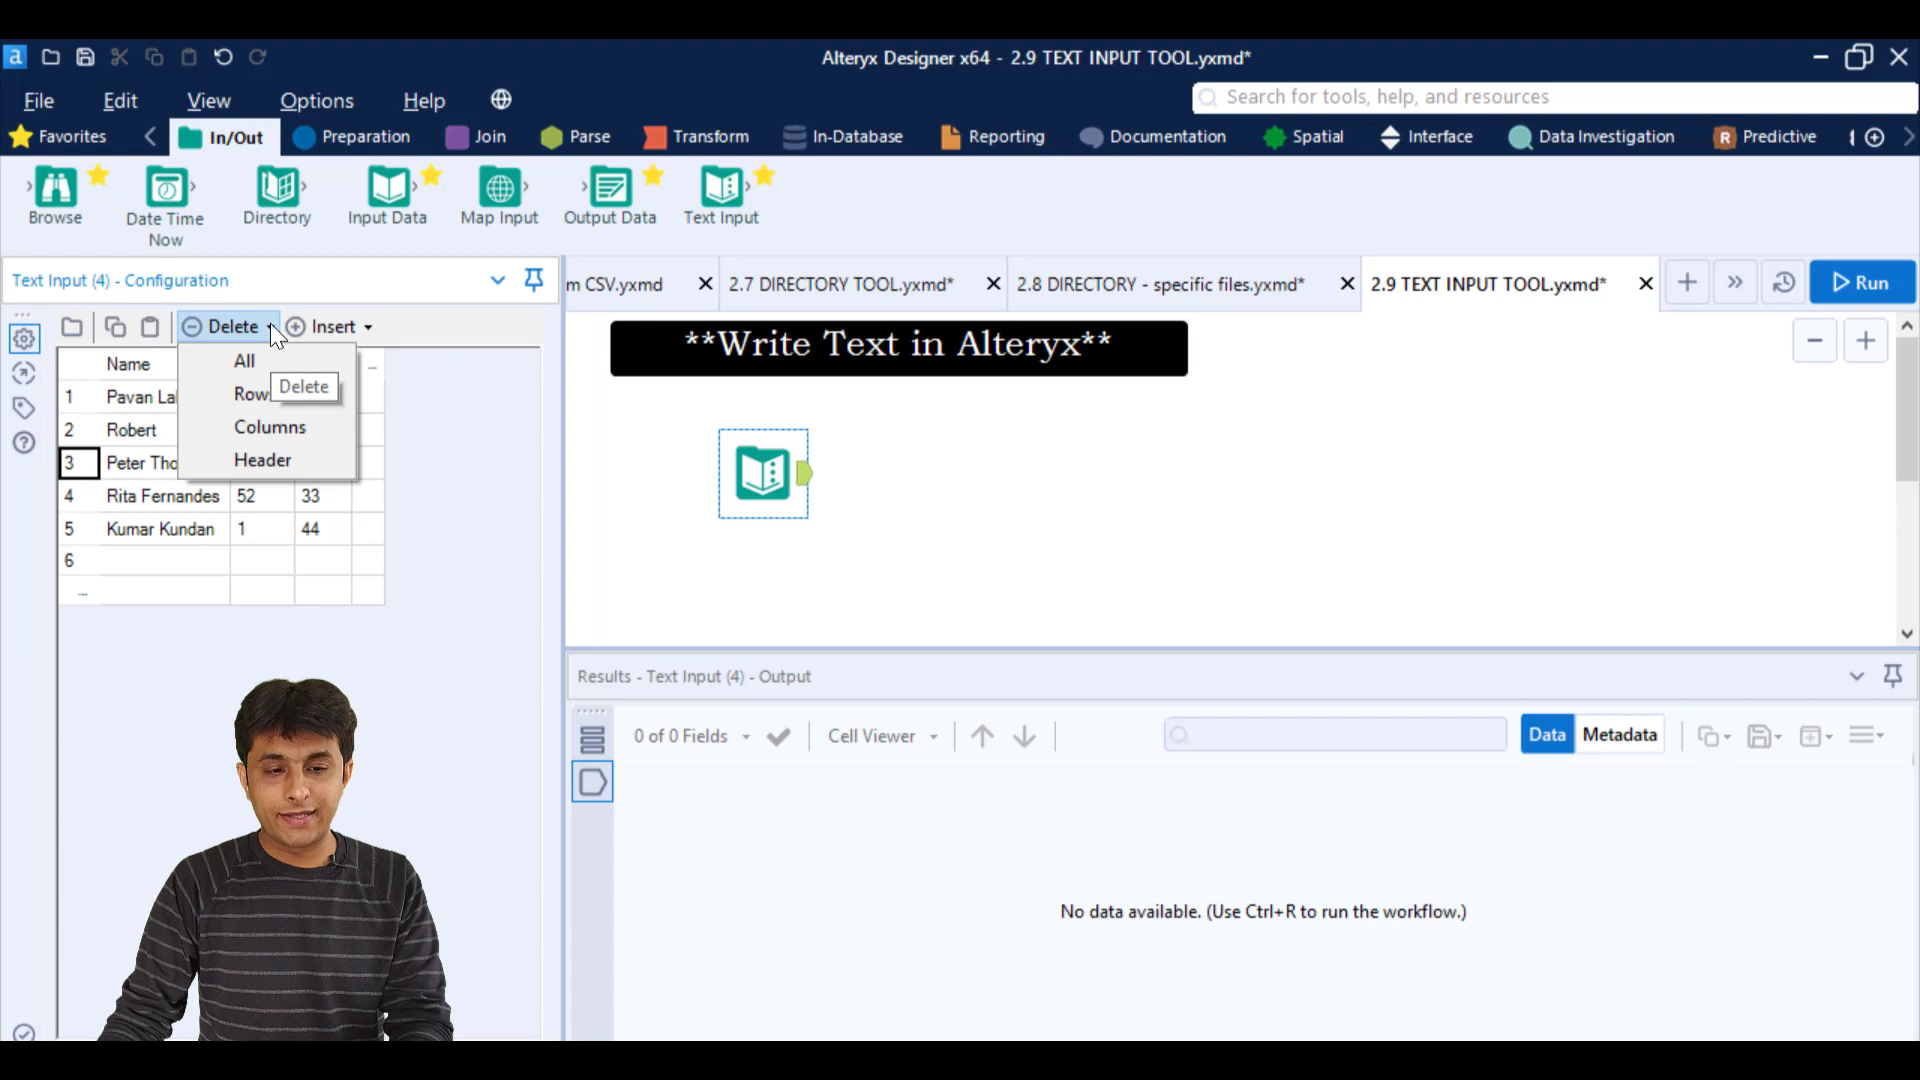 a
Alteryx Designer x64 - 2.9 TEXT INPUT TOOL.yxmd*
File Edit View Options Help
Search for tools, help, and resources
Favorites In/Out Preparation Join Parse Transform In-Database Reporting Documentation Spatial Interface Data Investigation R Predictive
Browse Date Time Now Directory Input Data Map Input Output Data Text Input
Text Input (4) - Configuration
m CSV.yxmd 2.7 DIRECTORY TOOL.yxmd* 2.8 DIRECTORY - specific files.yxmd* 2.9 TEXT INPUT TOOL.yxmd* Run
Delete Insert
Name ...
1 Pavan
2 Robert
3 Peter
4 Rita Fernandes 52 33
5 Kumar Kundan 1 44
6
...
All
Rows
Columns
Header
Delete
**Write Text in Alteryx**
Results - Text Input (4) - Output
0 of 0 Fields Cell Viewer Data Metadata
No data available. (Use Ctrl+R to run the workflow.)